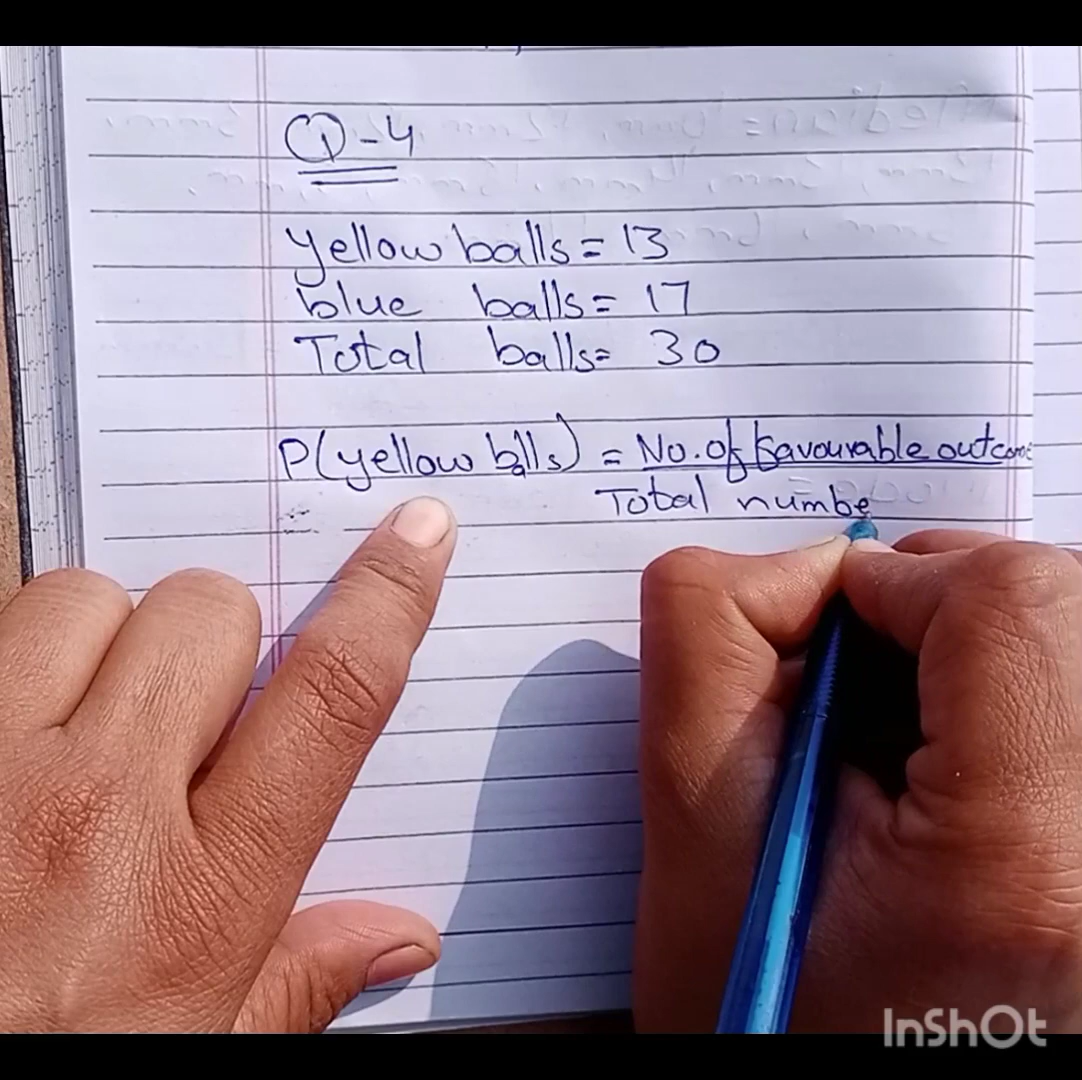 Q-4
yellow balls = 13
blue balls = 17
Total balls = 30
P(yellow balls) = No. of favourable outcome
Total numbe
InShOt